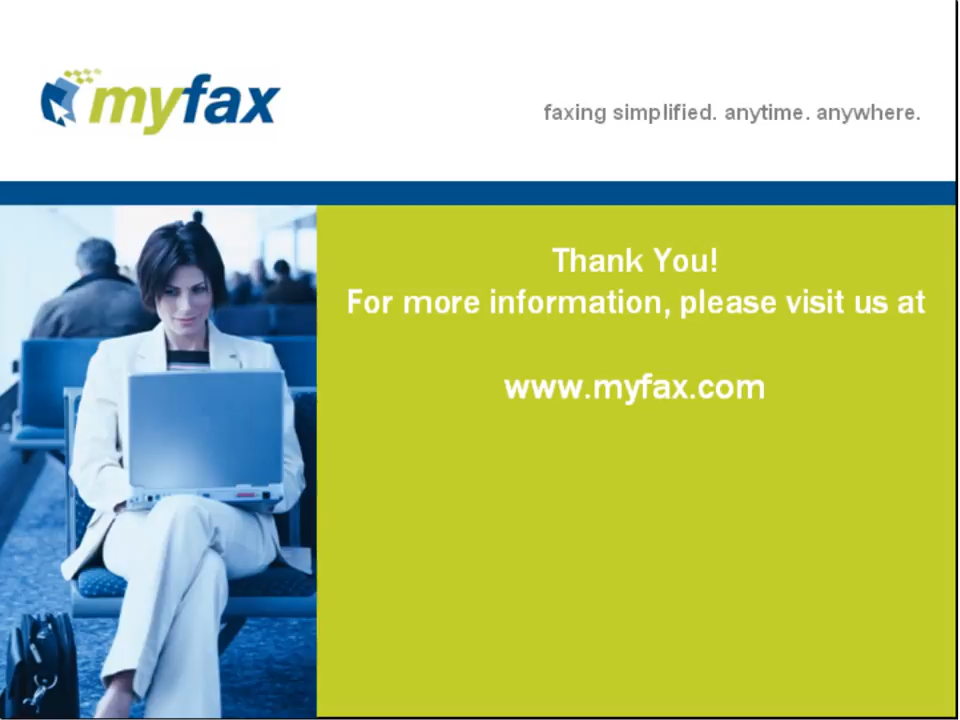 myfax
faxing simplified. anytime. anywhere.
Thank You!
For more information, please visit us at
www.myfax.com